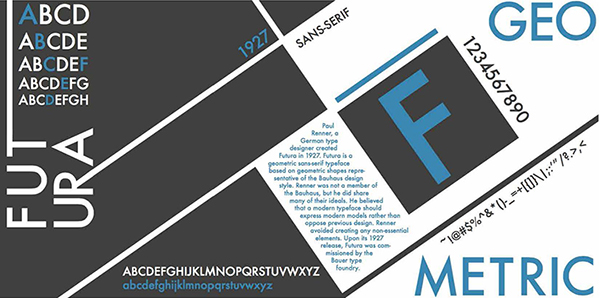 ABCD
ABCDE
ABCDEF
ABCDEFG
ABCDEFGH
FUT
URA
1927
SANS-SERIF
GEO
1234567890
F
Paul
Renner, a
German type
designer created
Futura in 1927. Futura is a
geometric sans-serif typeface
based on geometric shapes repre-
sentative of the Bauhaus design
style. Renner was not a member of
the Bauhaus, but he did share
many of their ideals. He believed
that a modern typeface should
express modern models rather than
oppose previous design. Renner
avoided creating any non-essential
elements. Upon its 1927
release, Futura was com-
missioned by the
Bauer type
foundry.
~!@#$%^&*()-_=+{[]}\|;:'" /?.>,<
ABCDEFGHIJKLMNOPQRSTUVWXYZ
abcdefghijklmnopqrstuvwxyz
METRIC